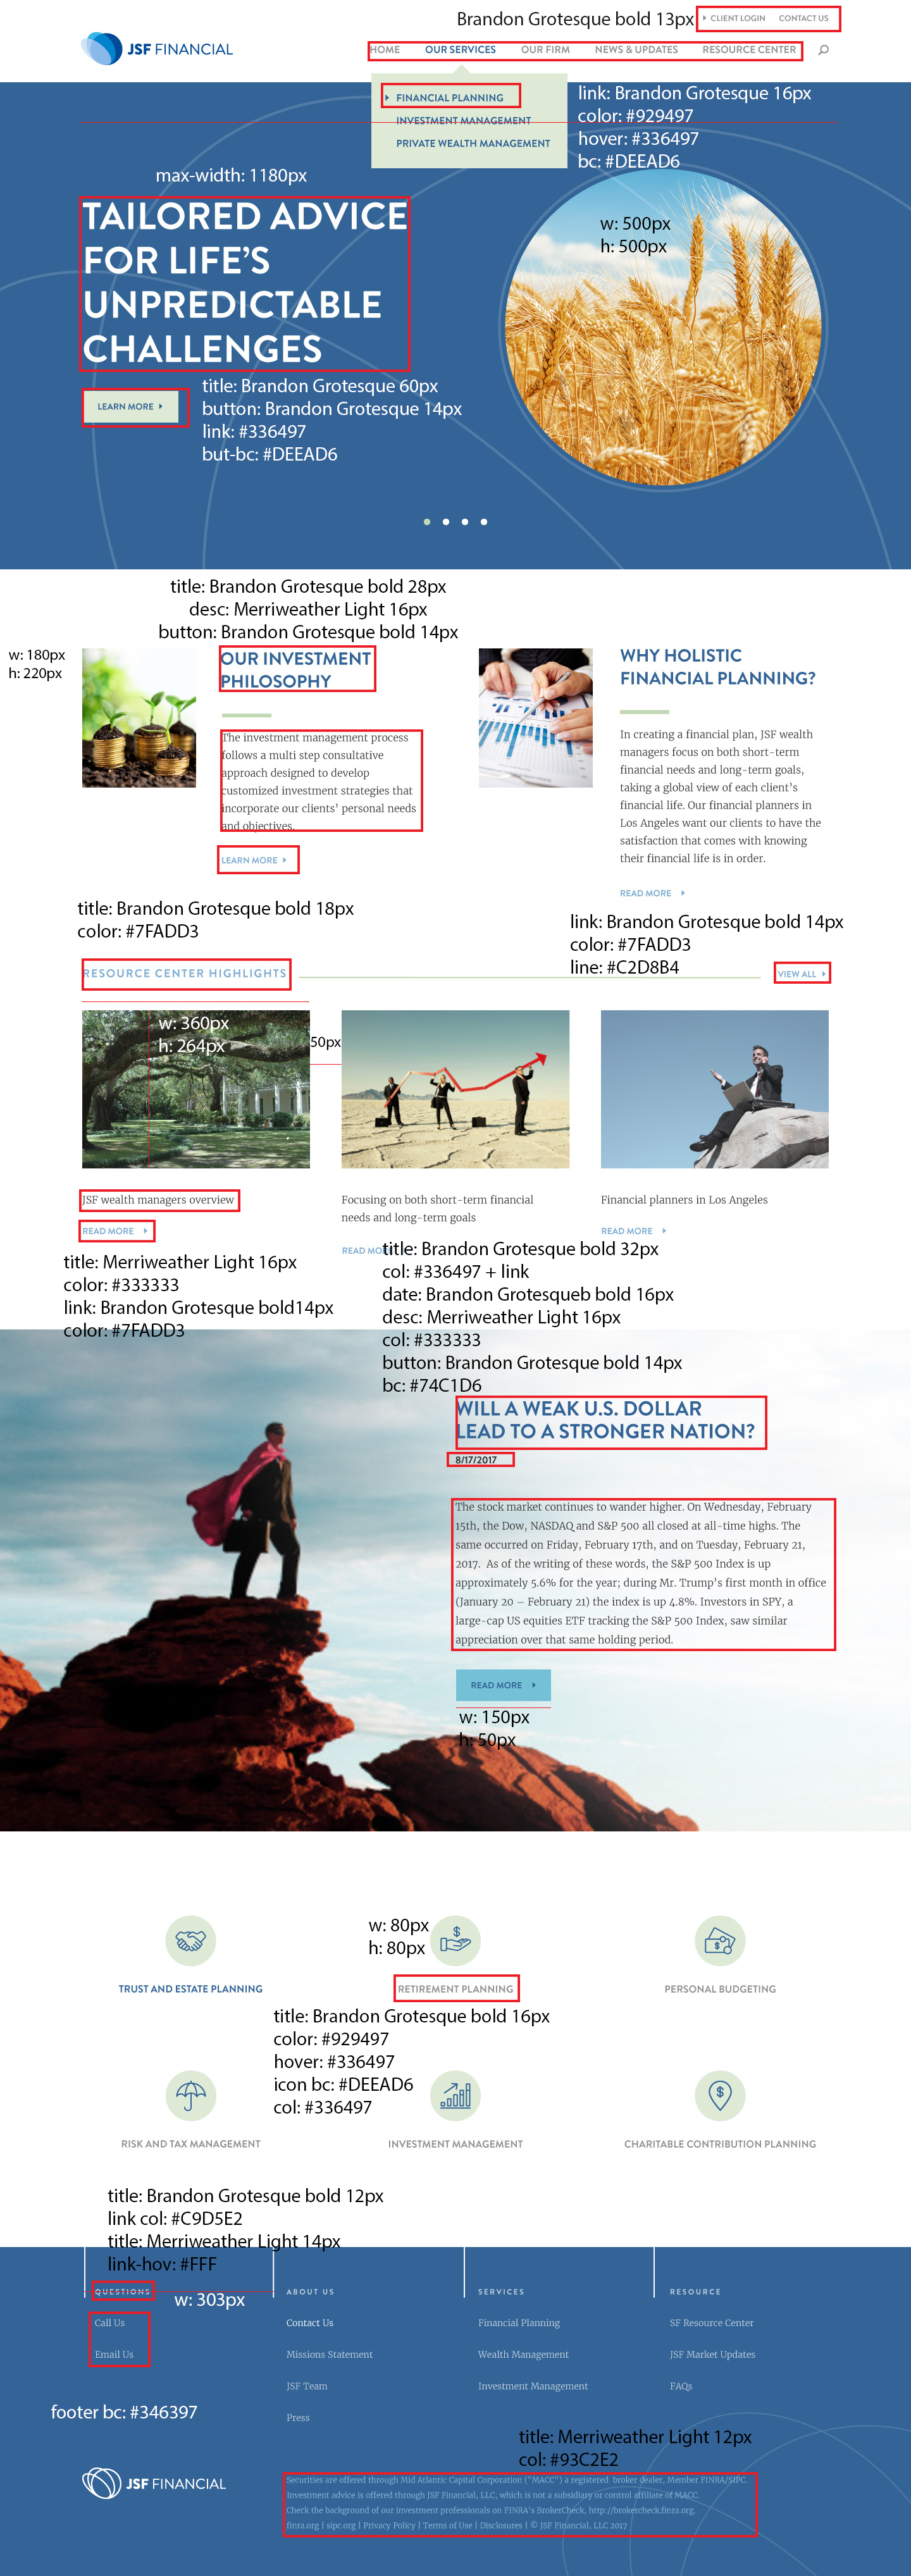 Brandon Grotesque bold 13px
CLIENT LOGIN CONTACT US
JSF FINANCIAL
HOME OUR SERVICES OUR FIRM NEWS & UPDATES RESOURCE CENTER
FINANCIAL PLANNING
INVESTMENT MANAGEMENT
PRIVATE WEALTH MANAGEMENT
link: Brandon Grotesque 16px
color: #929497
hover: #336497
bc: #DEEAD6
max-width: 1180px
TAILORED ADVICE
FOR LIFE'S
UNPREDICTABLE
CHALLENGES
w: 500px
h: 500px
LEARN MORE
title: Brandon Grotesque 60px
button: Brandon Grotesque 14px
link: #336497
but-bc: #DEEAD6
title: Brandon Grotesque bold 28px
desc: Merriweather Light 16px
button: Brandon Grotesque bold 14px
w: 180px
h: 220px
OUR INVESTMENT
PHILOSOPHY
The investment management process
follows a multi step consultative
approach designed to develop
customized investment strategies that
incorporate our clients' personal needs
and objectives.
LEARN MORE
WHY HOLISTIC
FINANCIAL PLANNING?
In creating a financial plan, JSF wealth
managers focus on both short-term
financial needs and long-term goals,
taking a global view of each client's
financial life. Our financial planners in
Los Angeles want our clients to have the
satisfaction that comes with knowing
their financial life is in order.
READ MORE
title: Brandon Grotesque bold 18px
color: #7FADD3
link: Brandon Grotesque bold 14px
color: #7FADD3
line: #C2D8B4
RESOURCE CENTER HIGHLIGHTS
VIEW ALL
w: 360px
h: 264px
50px
JSF wealth managers overview
READ MORE
Focusing on both short-term financial
needs and long-term goals
READ MORE
Financial planners in Los Angeles
READ MORE
title: Merriweather Light 16px
color: #333333
link: Brandon Grotesque bold14px
color: #7FADD3
title: Brandon Grotesque bold 32px
col: #336497 + link
date: Brandon Grotesqueb bold 16px
desc: Merriweather Light 16px
col: #333333
button: Brandon Grotesque bold 14px
bc: #74C1D6
WILL A WEAK U.S. DOLLAR
LEAD TO A STRONGER NATION?
8/17/2017
The stock market continues to wander higher. On Wednesday, February
15th, the Dow, NASDAQ and S&P 500 all closed at all-time highs. The
same occurred on Friday, February 17th, and on Tuesday, February 21,
2017. As of the writing of these words, the S&P 500 Index is up
approximately 5.6% for the year; during Mr. Trump's first month in office
(January 20 – February 21) the index is up 4.8%. Investors in SPY, a
large-cap US equities ETF tracking the S&P 500 Index, saw similar
appreciation over that same holding period.
READ MORE
w: 150px
h: 50px
w: 80px
h: 80px
TRUST AND ESTATE PLANNING
RETIREMENT PLANNING
PERSONAL BUDGETING
title: Brandon Grotesque bold 16px
color: #929497
hover: #336497
icon bc: #DEEAD6
col: #336497
RISK AND TAX MANAGEMENT
INVESTMENT MANAGEMENT
CHARITABLE CONTRIBUTION PLANNING
title: Brandon Grotesque bold 12px
link col: #C9D5E2
title: Merriweather Light 14px
link-hov: #FFF
QUESTIONS
w: 303px
Call Us
Email Us
ABOUT US
Contact Us
Missions Statement
JSF Team
Press
SERVICES
Financial Planning
Wealth Management
Investment Management
RESOURCE
SF Resource Center
JSF Market Updates
FAQs
footer bc: #346397
title: Merriweather Light 12px
col: #93C2E2
JSF FINANCIAL
Securities are offered through Mid Atlantic Capital Corporation ("MACC") a registered broker dealer, Member FINRA/SIPC.
Investment advice is offered through JSF Financial, LLC, which is not a subsidiary or control affiliate of MACC.
Check the background of our investment professionals on FINRA's BrokerCheck, http://brokercheck.finra.org.
finra.org | sipc.org | Privacy Policy | Terms of Use | Disclosures | © JSF Financial, LLC 2017